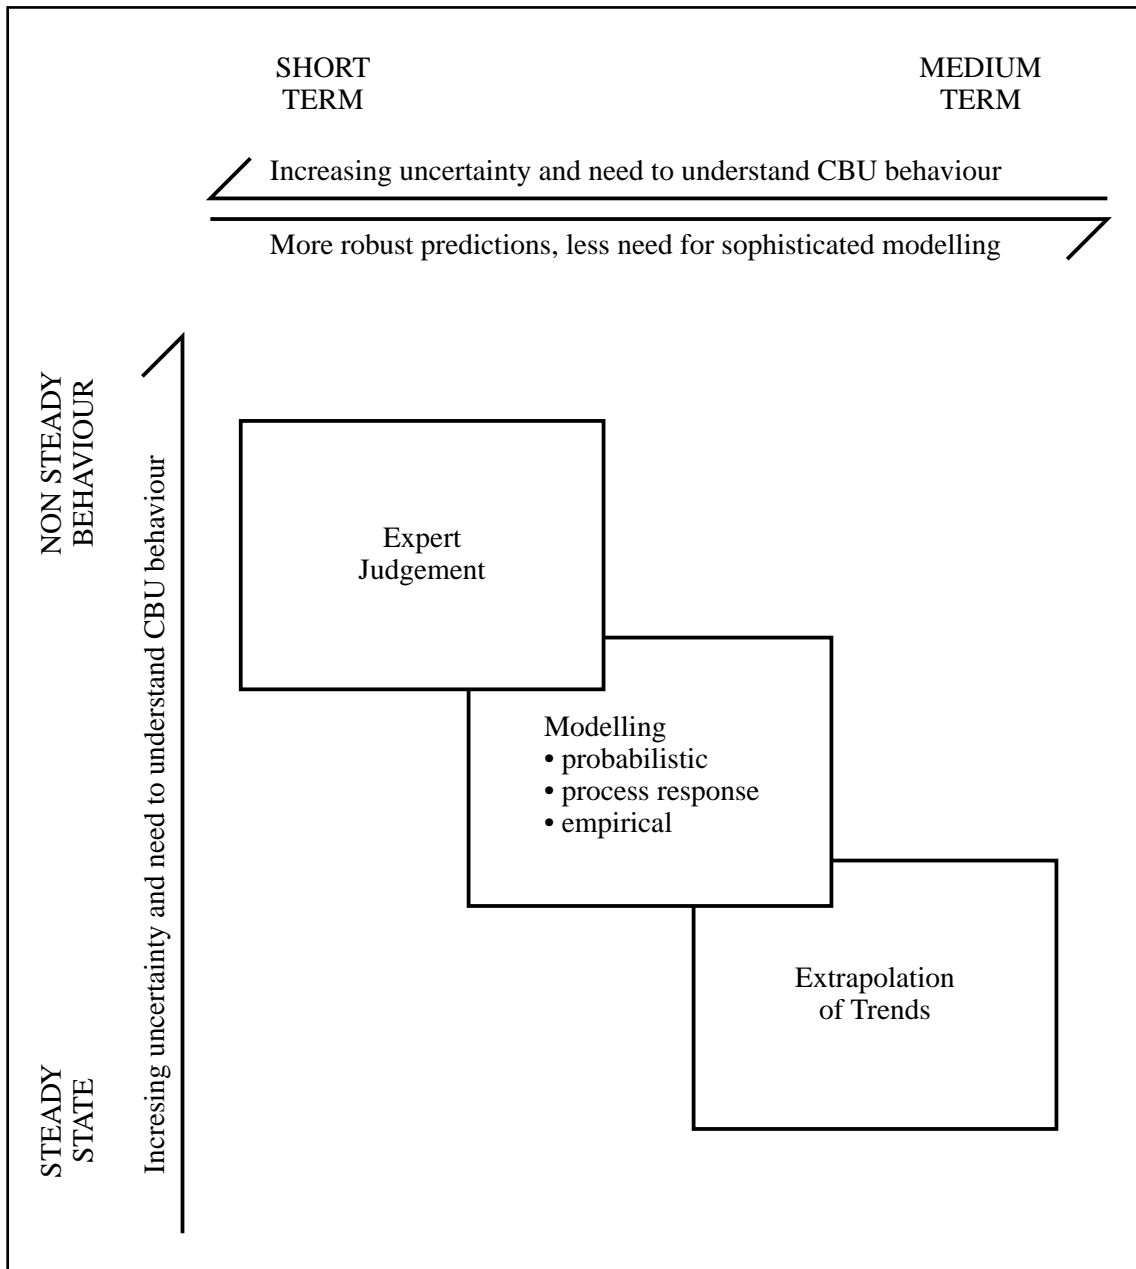 SHORT
TERM
MEDIUM
TERM
Increasing uncertainty and need to understand CBU behaviour
More robust predictions, less need for sophisticated modelling
NON STEADY
BEHAVIOUR
STEADY
STATE
Incresing uncertainty and need to understand CBU behaviour
Expert
Judgement
Modelling
• probabilistic
• process response
• empirical
Extrapolation
of Trends